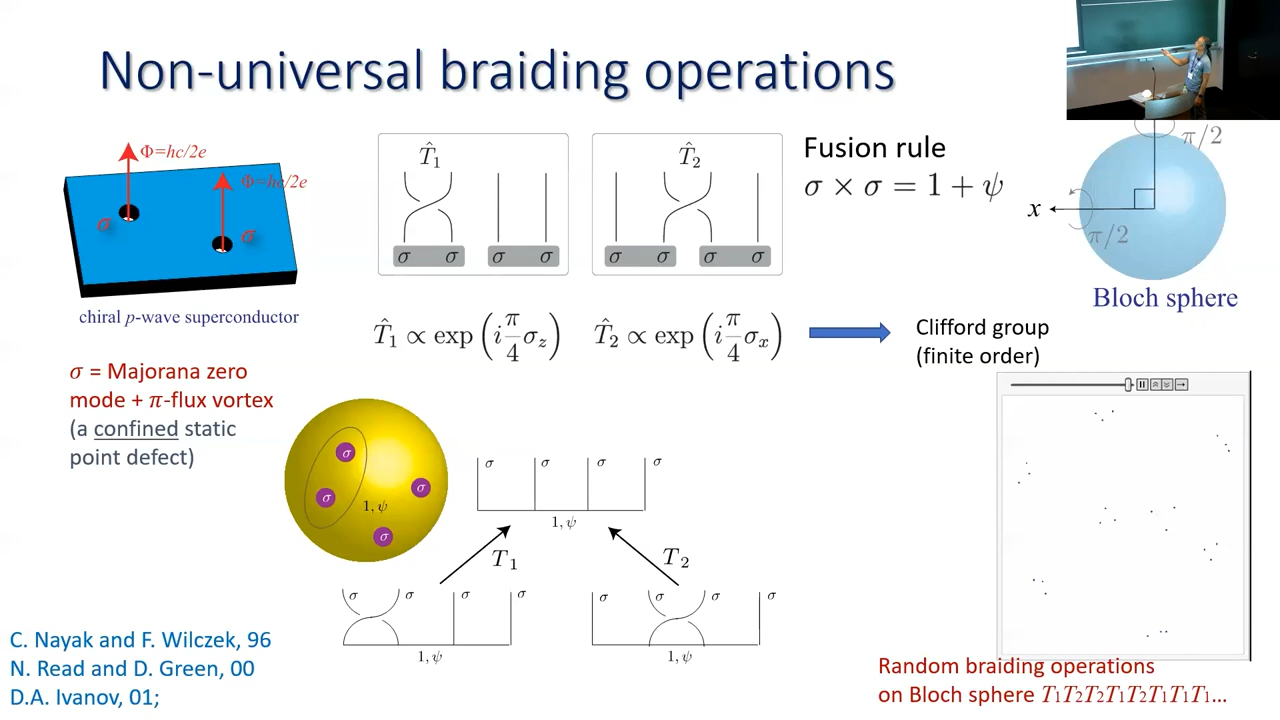 Non-universal braiding operations
Φ=hc/2e
Φ=hc/2e
σ
σ
chiral p-wave superconductor
σ = Majorana zero
mode + π-flux vortex
(a confined static
point defect)
T̂₁
σ σ σ σ
T̂₂
σ σ σ σ
T̂₁ ∝ exp(i π/4 σ_z)
T̂₂ ∝ exp(i π/4 σ_x)
Fusion rule
σ × σ = 1 + ψ
π/2
x
π/2
Bloch sphere
Clifford group
(finite order)
σ
σ
σ
σ
1, ψ
σ σ σ σ
1, ψ
T₁
T₂
σ σ σ σ
1, ψ
σ σ σ σ
1, ψ
C. Nayak and F. Wilczek, 96
N. Read and D. Green, 00
D.A. Ivanov, 01;
Random braiding operations
on Bloch sphere T₁T₂T₂T₁T₂T₁T₁T₁...